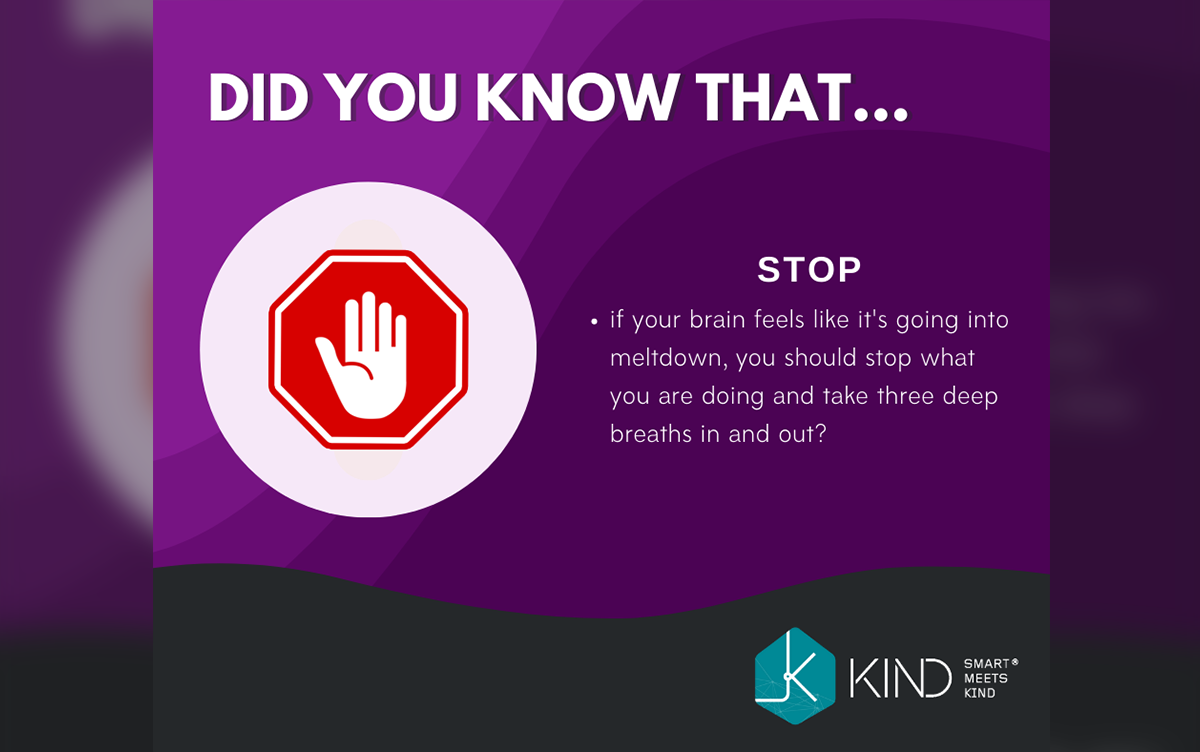 DID YOU KNOW THAT...
STOP
• if your brain feels like it's going into
meltdown, you should stop what
you are doing and take three deep
breaths in and out?
KIND
SMART®
MEETS
KIND